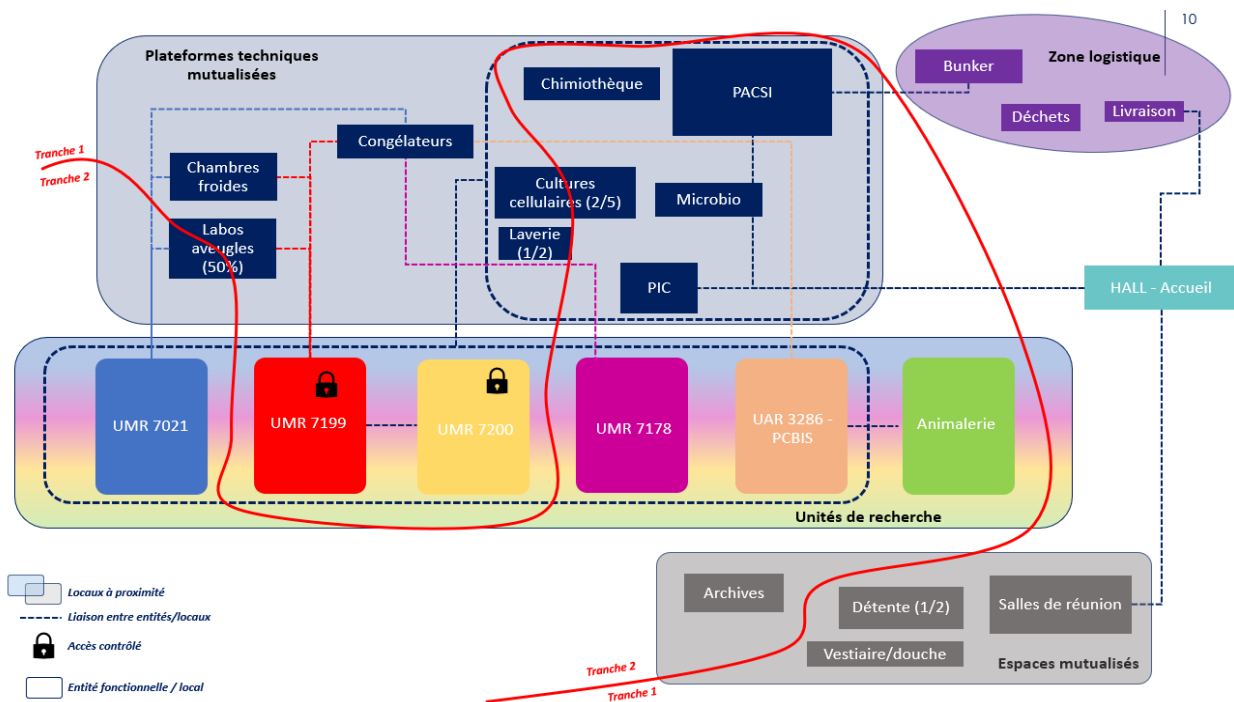 10
Plateformes techniques
mutualisées
Zone logistique
Bunker
Chimiothèque
PACSI
Déchets
Livraison
Congélateurs
Tranche 1
Tranche 2
Chambres
froides
Cultures
cellulaires (2/5)
Microbio
Labos
aveugles
(50%)
Laverie
(1/2)
PIC
HALL - Accueil
UMR 7021
UMR 7199
UMR 7200
UMR 7178
UAR 3286 -
PCBIS
Animalerie
Unités de recherche
Locaux à proximité
Liaison entre entités/locaux
Accès contrôlé
Entité fonctionnelle / local
Archives
Détente (1/2)
Salles de réunion
Vestiaire/douche
Espaces mutualisés
Tranche 2
Tranche 1